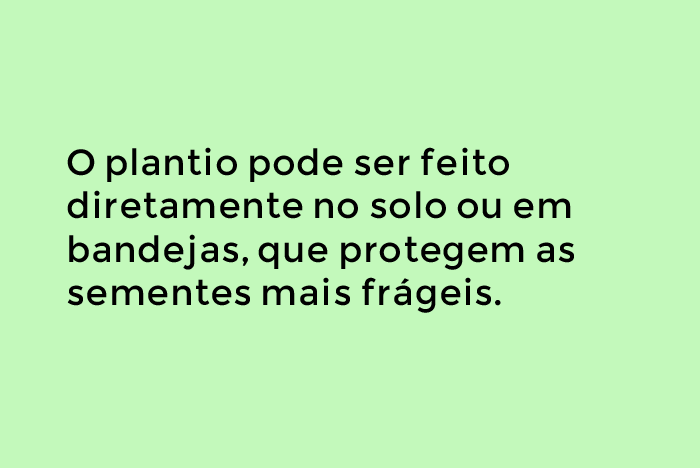 O plantio pode ser feito
diretamente no solo ou em
bandejas, que protegem as
sementes mais frágeis.